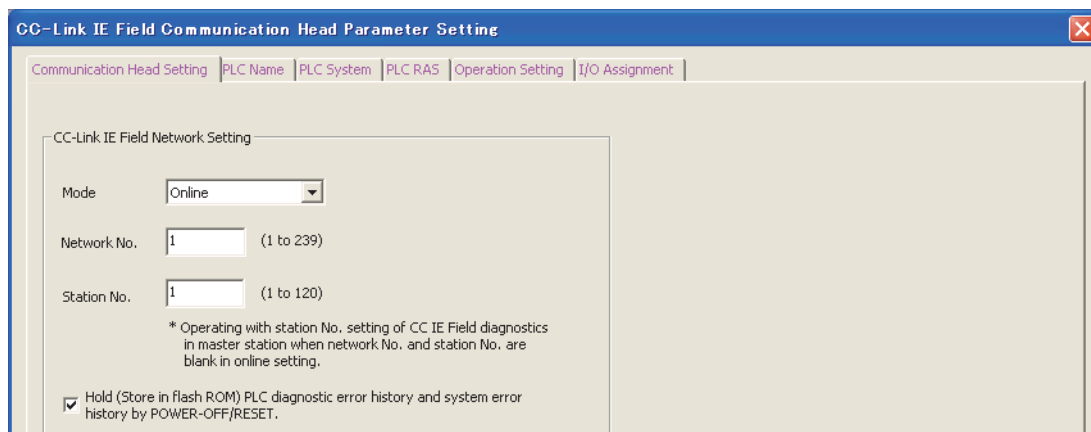 CC-Link IE Field Communication Head Parameter Setting
Communication Head Setting PLC Name PLC System PLC RAS Operation Setting I/O Assignment
CC-Link IE Field Network Setting
Mode Online
Network No. 1 (1 to 239)
Station No. 1 (1 to 120)
* Operating with station No. setting of CC IE Field diagnostics
in master station when network No. and station No. are
blank in online setting.
Hold (Store in flash ROM) PLC diagnostic error history and system error
history by POWER-OFF/RESET.